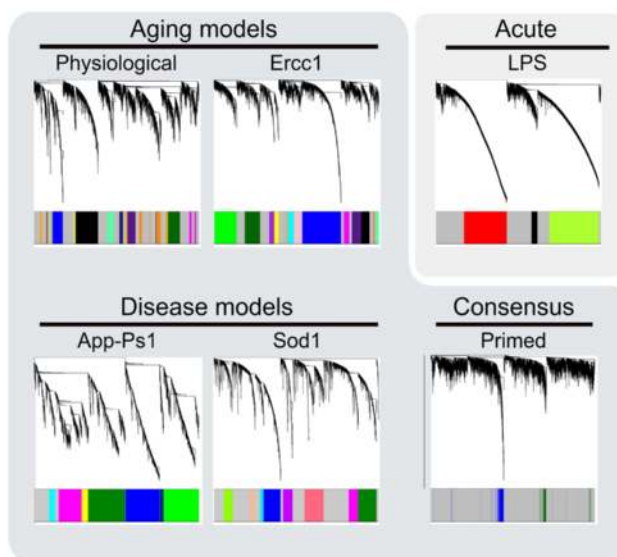 Aging models
Acute
Physiological
Ercc1
LPS
Disease models
Consensus
App-Ps1
Sod1
Primed